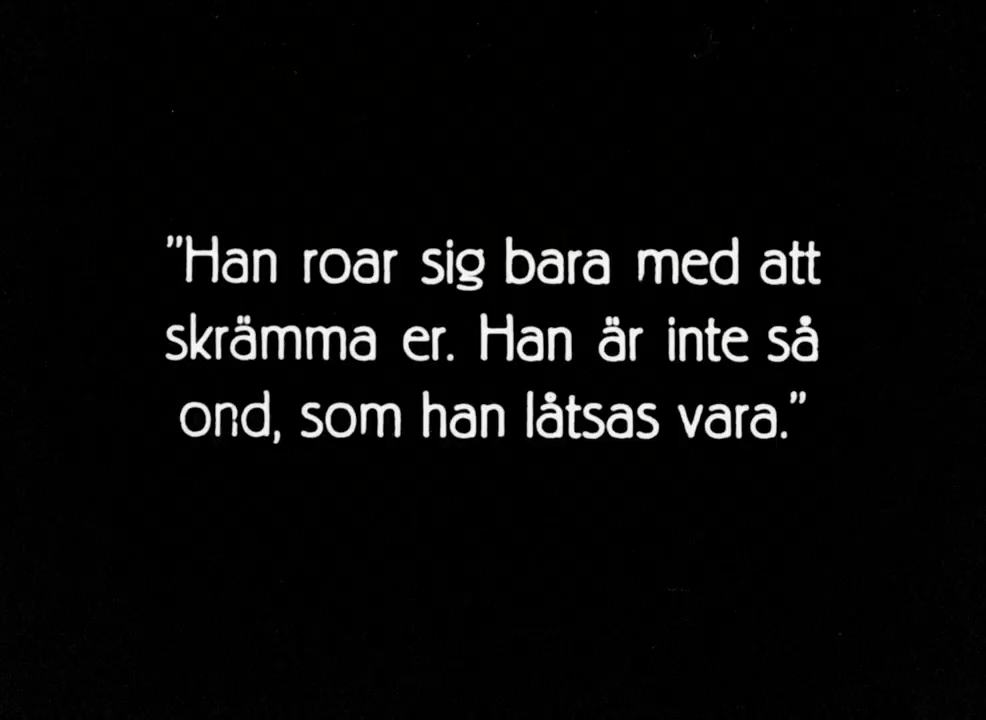 "Han roar sig bara med att
skrämma er. Han är inte så
ond, som han låtsas vara."